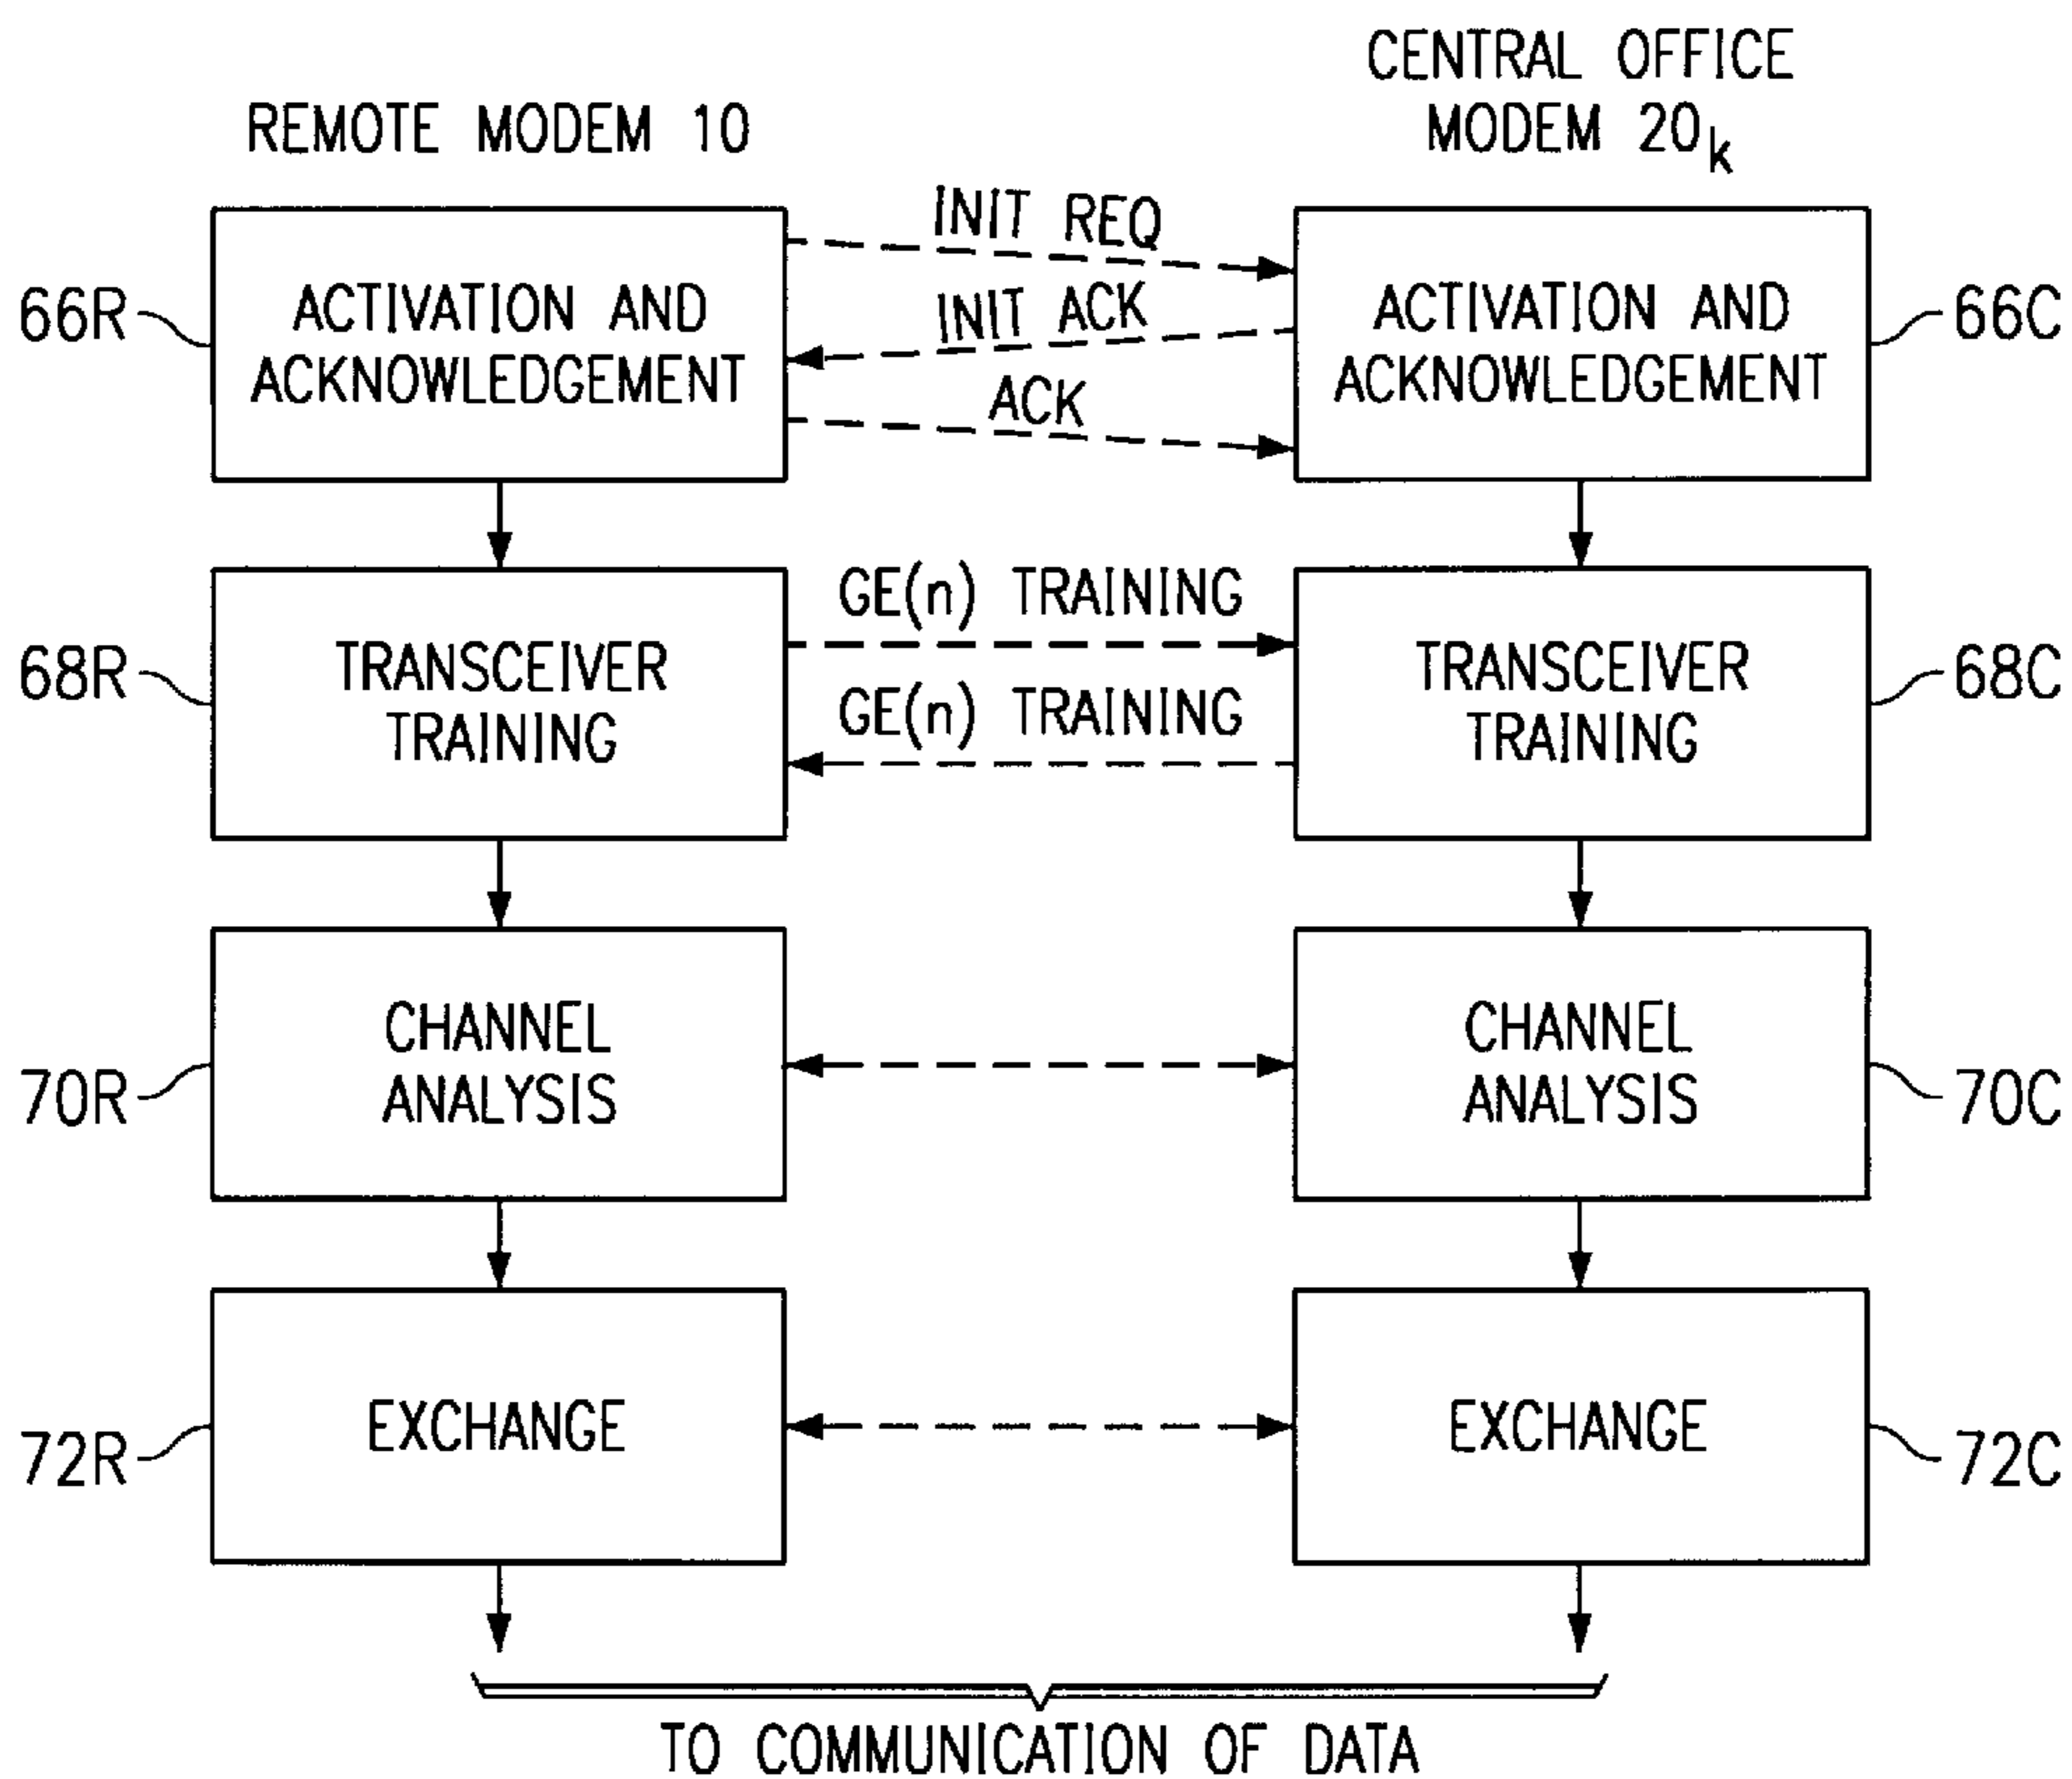 REMOTE MODEM 10
CENTRAL OFFICE
MODEM 20k
INIT REQ
INIT ACK
ACK
66R
ACTIVATION AND
ACKNOWLEDGEMENT
ACTIVATION AND
ACKNOWLEDGEMENT
66C
GE(n) TRAINING
GE(n) TRAINING
68R
TRANSCEIVER
TRAINING
TRANSCEIVER
TRAINING
68C
70R
CHANNEL
ANALYSIS
CHANNEL
ANALYSIS
70C
72R
EXCHANGE
EXCHANGE
72C
TO COMMUNICATION OF DATA